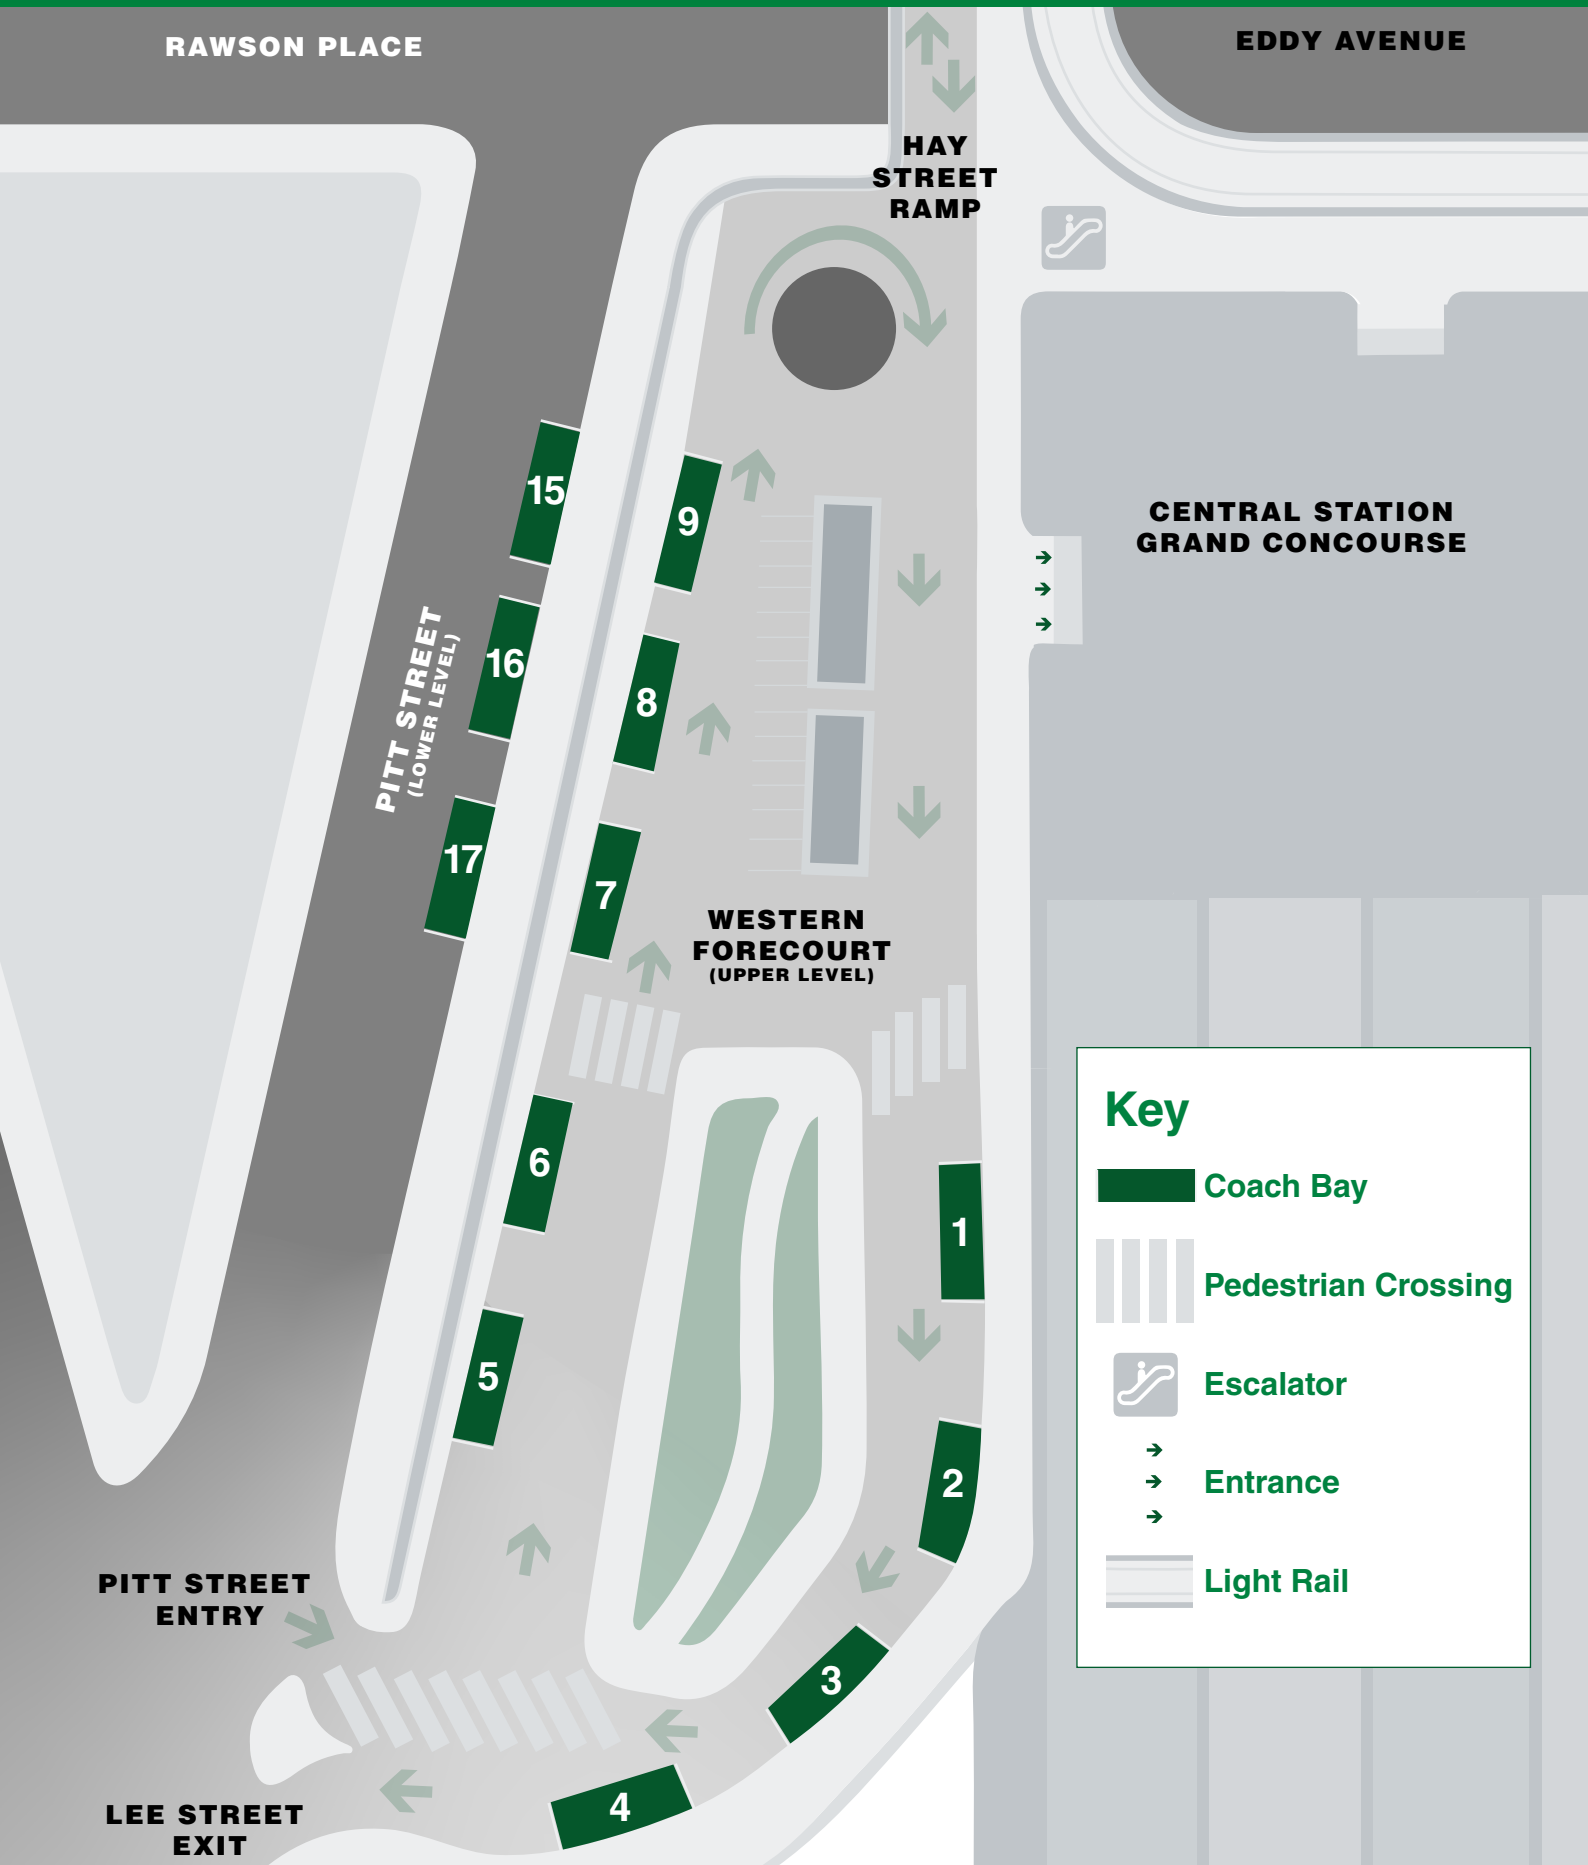 RAWSON PLACE
EDDY AVENUE
HAY
STREET
RAMP
15
9
CENTRAL STATION
GRAND CONCOURSE
16
8
PITT STREET
(LOWER LEVEL)
17
7
WESTERN
FORECOURT
(UPPER LEVEL)
6
1
5
2
3
4
PITT STREET
ENTRY
LEE STREET
EXIT
Key
Coach Bay
Pedestrian Crossing
Escalator
Entrance
Light Rail